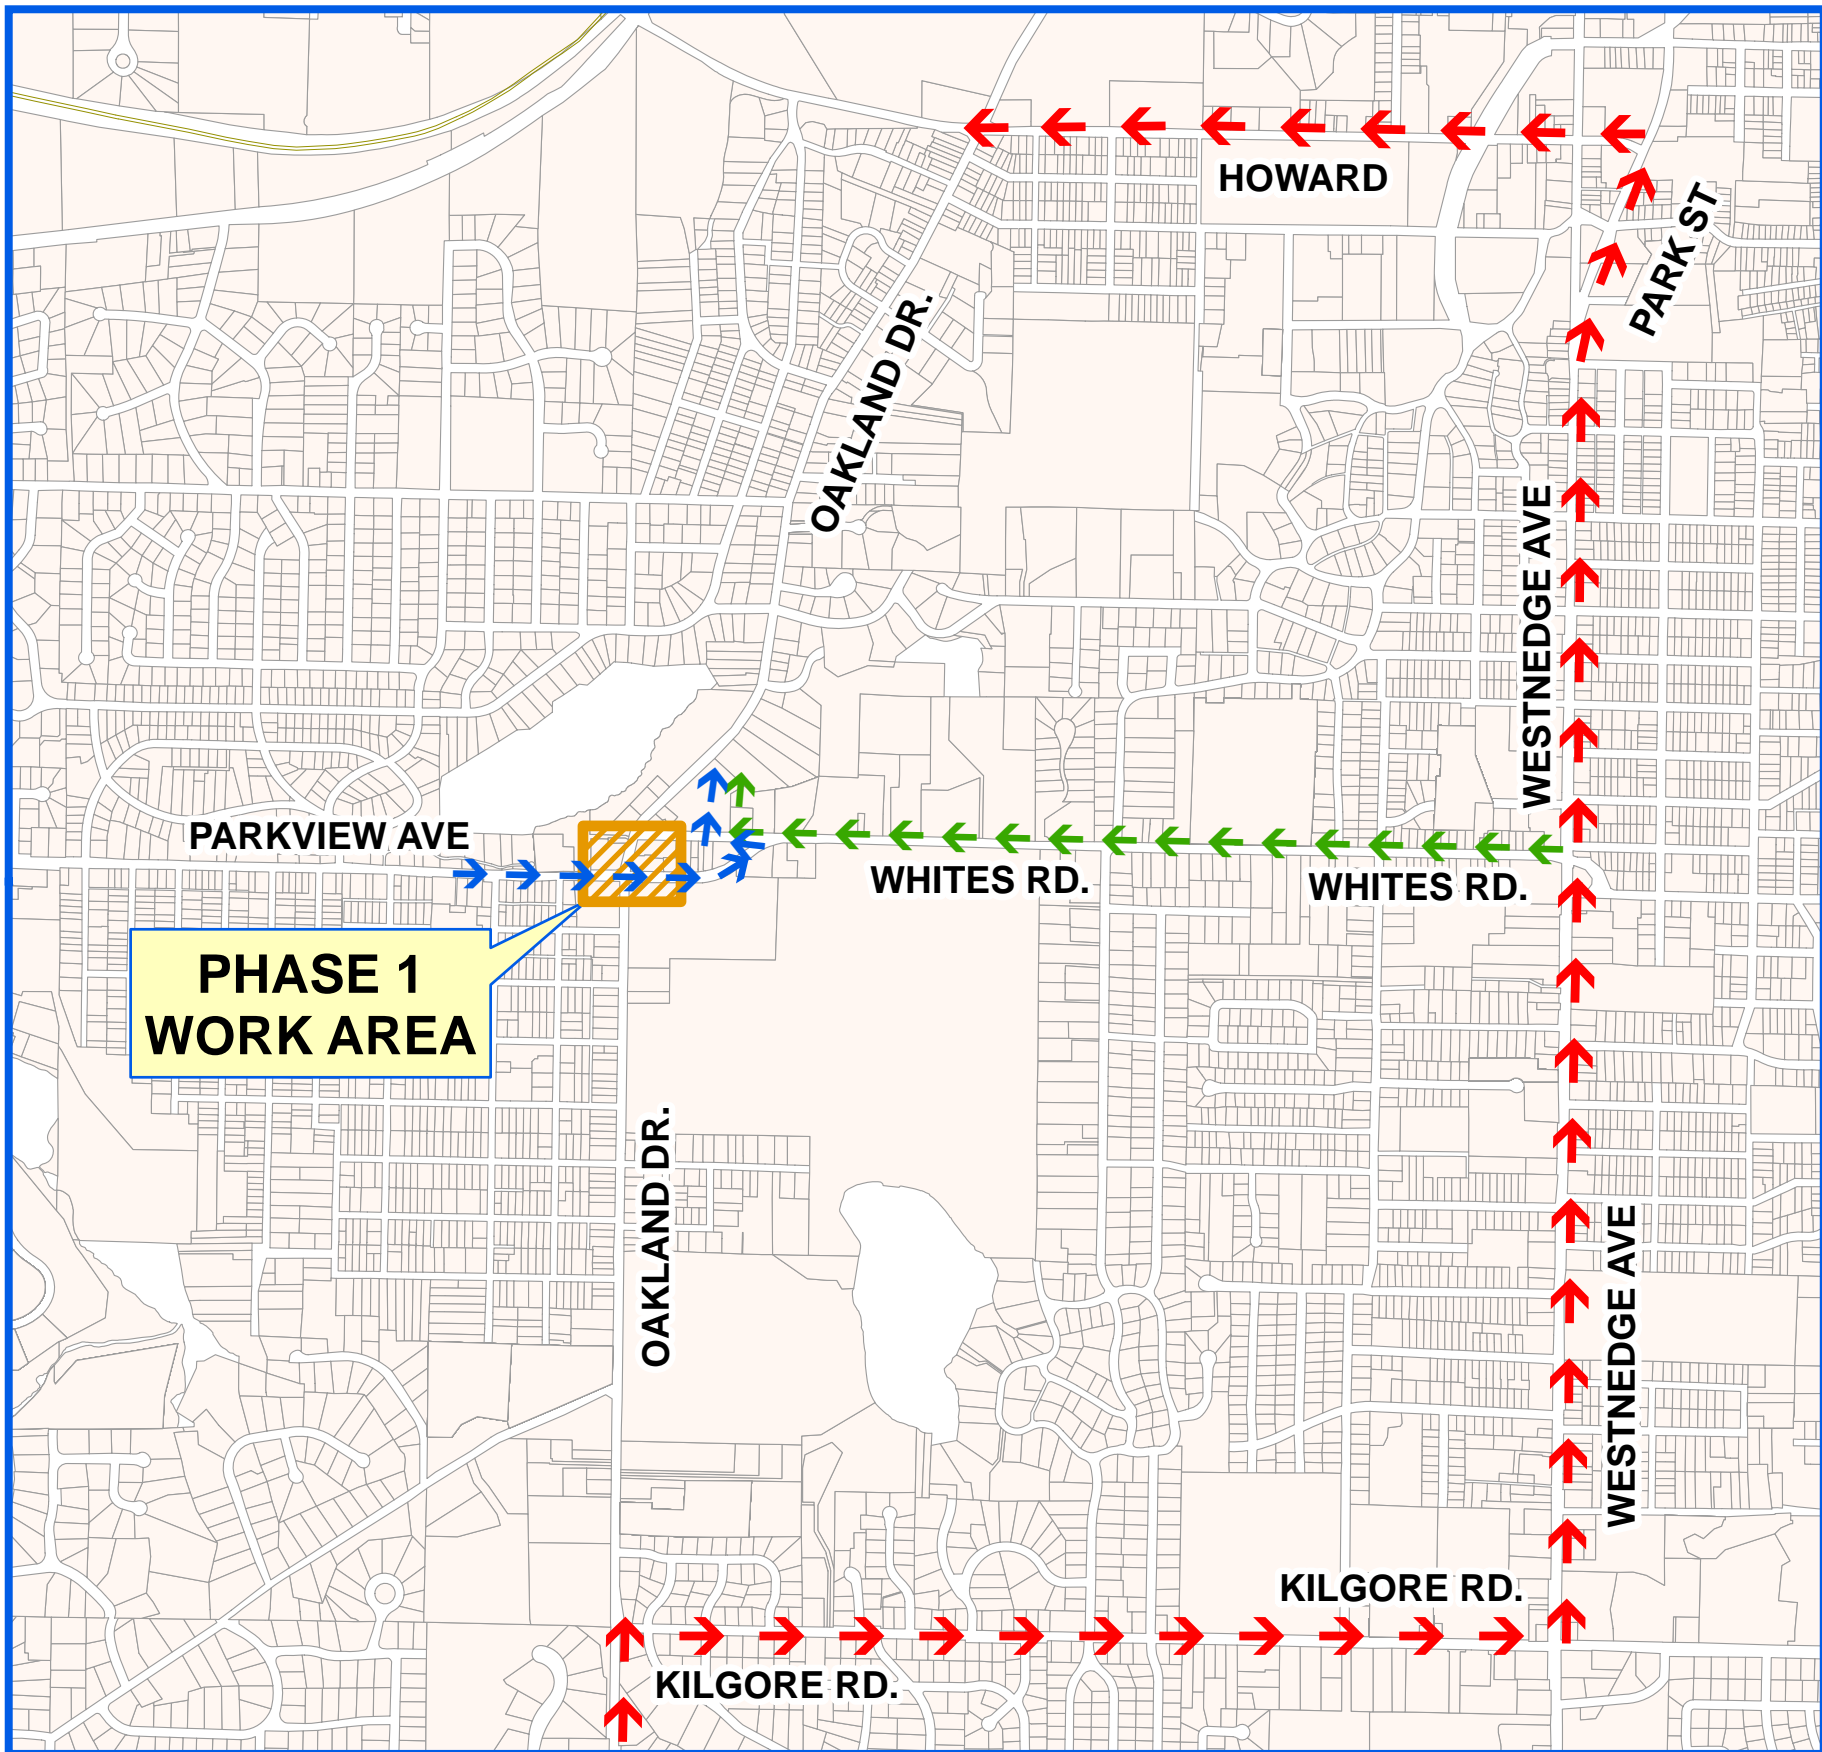 HOWARD
PARK ST
OAKLAND DR.
WESTNEDGE AVE
PARKVIEW AVE
WHITES RD.
WHITES RD.
PHASE 1
WORK AREA
OAKLAND DR.
WESTNEDGE AVE
KILGORE RD.
KILGORE RD.